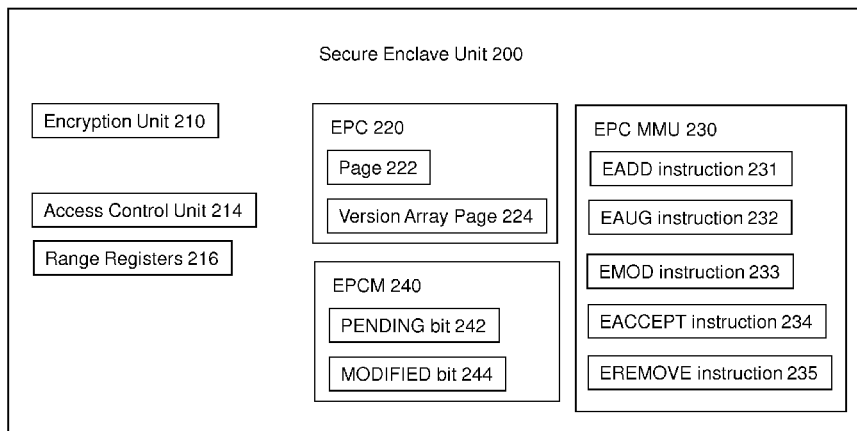 Secure Enclave Unit 200
Encryption Unit 210
Access Control Unit 214
Range Registers 216
EPC 220
Page 222
Version Array Page 224
EPCM 240
PENDING bit 242
MODIFIED bit 244
EPC MMU 230
EADD instruction 231
EAUG instruction 232
EMOD instruction 233
EACCEPT instruction 234
EREMOVE instruction 235